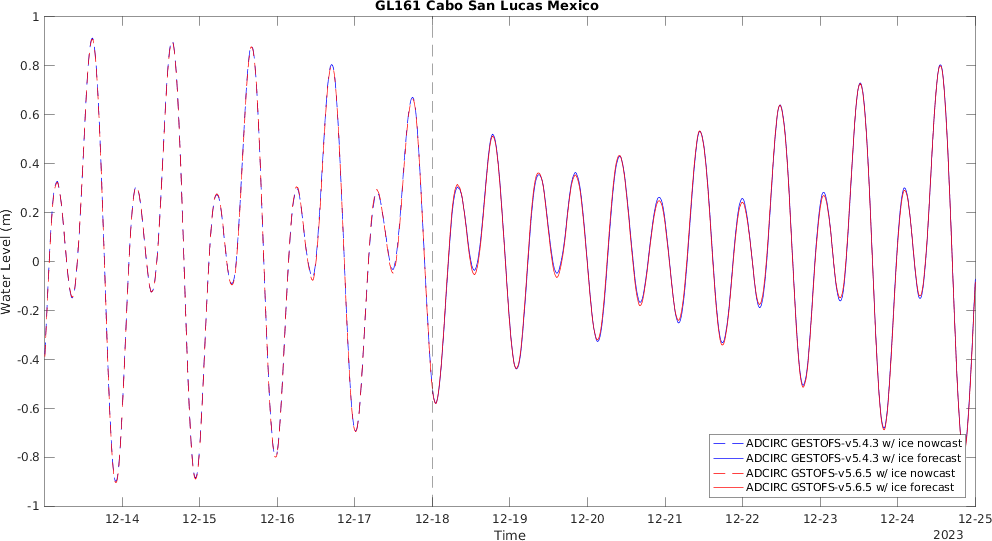 GL161 Cabo San Lucas Mexico
Water Level (m)
1
0.8
0.6
0.4
0.2
0
-0.2
-0.4
-0.6
-0.8
-1
ADCIRC GESTOFS-v5.4.3 w/ ice nowcast
ADCIRC GESTOFS-v5.4.3 w/ ice forecast
ADCIRC GSTOFS-v5.6.5 w/ ice nowcast
ADCIRC GSTOFS-v5.6.5 w/ ice forecast
12-14 12-15 12-16 12-17 12-18 12-19 12-20 12-21 12-22 12-23 12-24 12-25
Time
2023